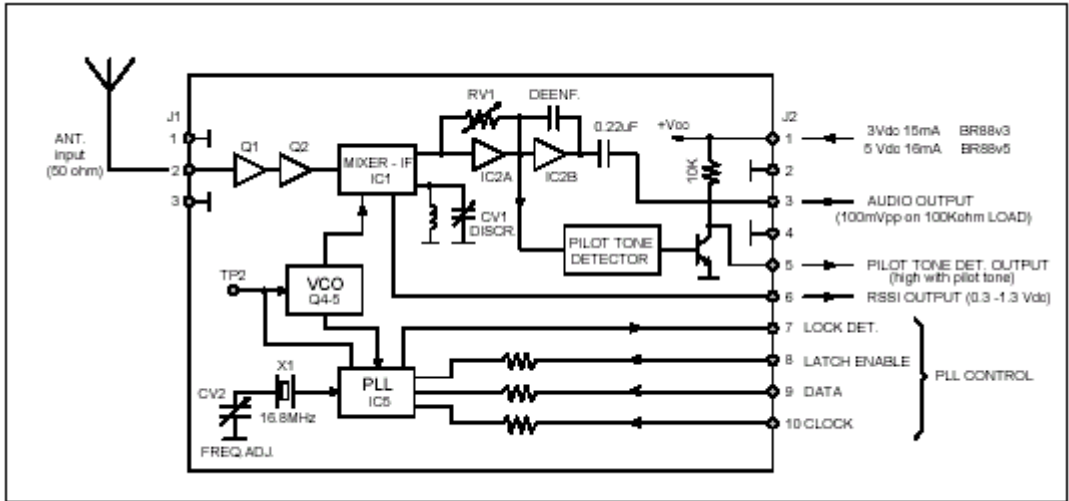 J1
1
ANT.
input
(50 ohm)
2
3
Q1
Q2
MIXER - IF
IC1
RV1
DEENF.
0.22uF
IC2A
IC2B
CV1
DISCR.
PILOT TONE
DETECTOR
+Vcc
10K
TP2
VCO
Q4-5
X1
16.8MHz
CV2
FREQ.ADJ.
PLL
IC5
J2
1
3Vdc 15mA BR88v3
5 Vdc 16mA BR88v5
2
3 AUDIO OUTPUT
(100mVpp on 100Kohm LOAD)
4
5 PILOT TONE DET. OUTPUT
(high with pilot tone)
6 RSSI OUTPUT (0.3 -1.3 Vdc)
7 LOCK DET.
8 LATCH ENABLE
9 DATA
10 CLOCK
PLL CONTROL